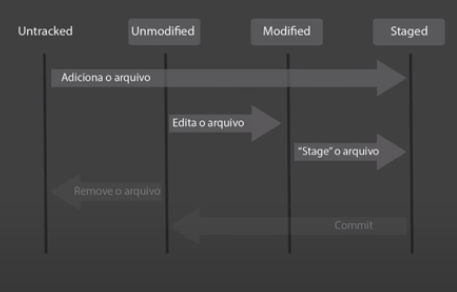 Untracked Unmodified Modified Staged
Adiciona o arquivo
Edita o arquivo
“Stage” o arquivo
Remove o arquivo
Commit